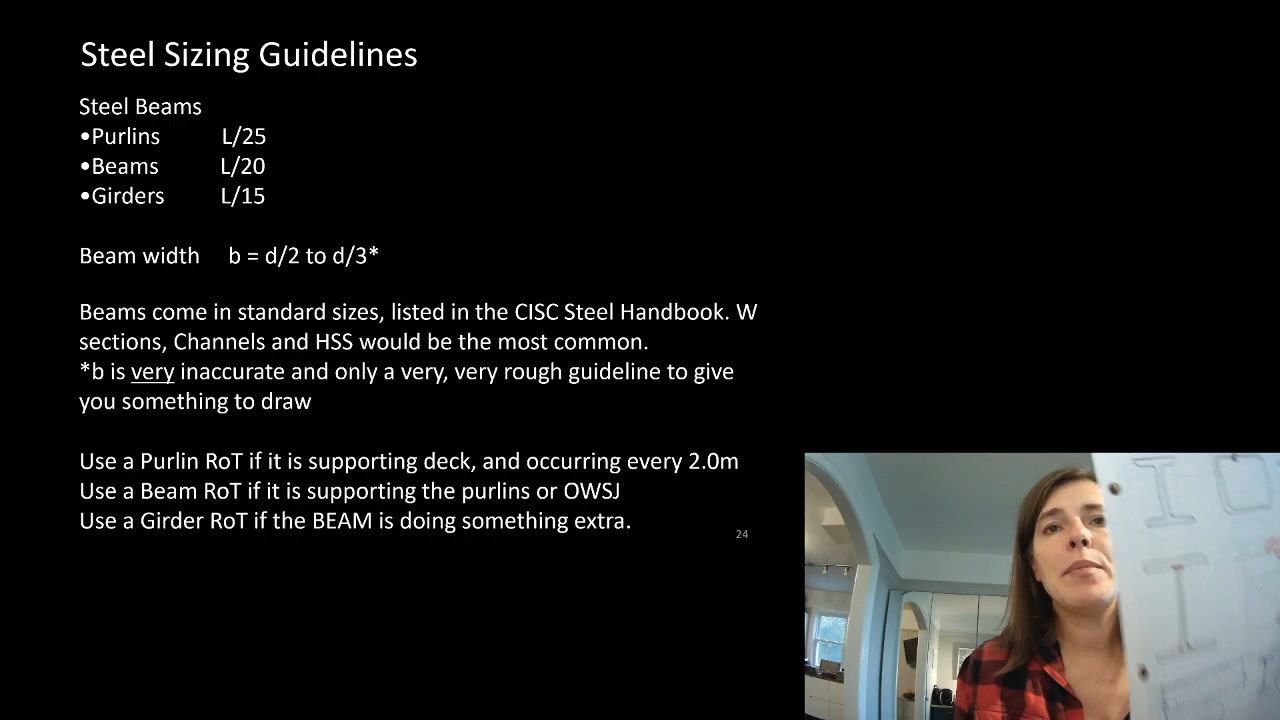 Steel Sizing Guidelines
Steel Beams
•Purlins L/25
•Beams L/20
•Girders L/15
Beam width b = d/2 to d/3*
Beams come in standard sizes, listed in the CISC Steel Handbook. W
sections, Channels and HSS would be the most common.
*b is very inaccurate and only a very, very rough guideline to give
you something to draw
Use a Purlin RoT if it is supporting deck, and occurring every 2.0m
Use a Beam RoT if it is supporting the purlins or OWSJ
Use a Girder RoT if the BEAM is doing something extra.
24